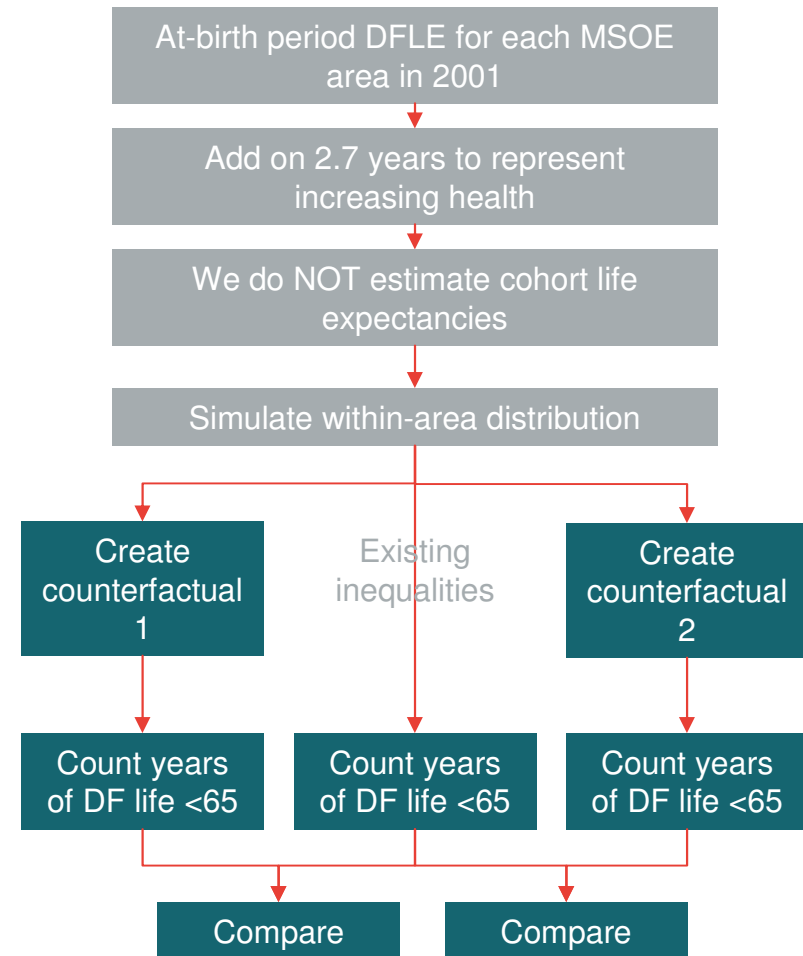 At-birth period DFLE for each MSOE
area in 2001
Add on 2.7 years to represent
increasing health
We do NOT estimate cohort life
expectancies
Simulate within-area distribution
Create
counterfactual
1
Existing
inequalities
Create
counterfactual
2
Count years
of DF life <65
Count years
of DF life <65
Count years
of DF life <65
Compare
Compare